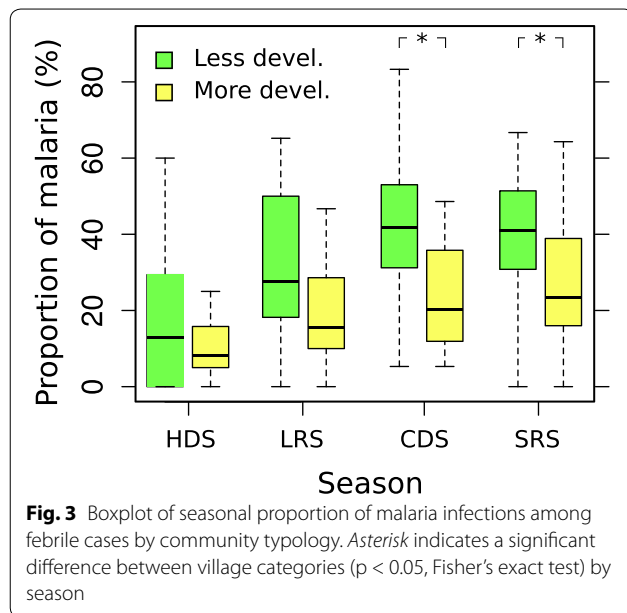 Less devel.
More devel.
* *
Proportion of malaria (%)
80
60
40
20
0
HDS LRS CDS SRS
Season
Fig. 3 Boxplot of seasonal proportion of malaria infections among
febrile cases by community typology. Asterisk indicates a significant
difference between village categories (p < 0.05, Fisher’s exact test) by
season